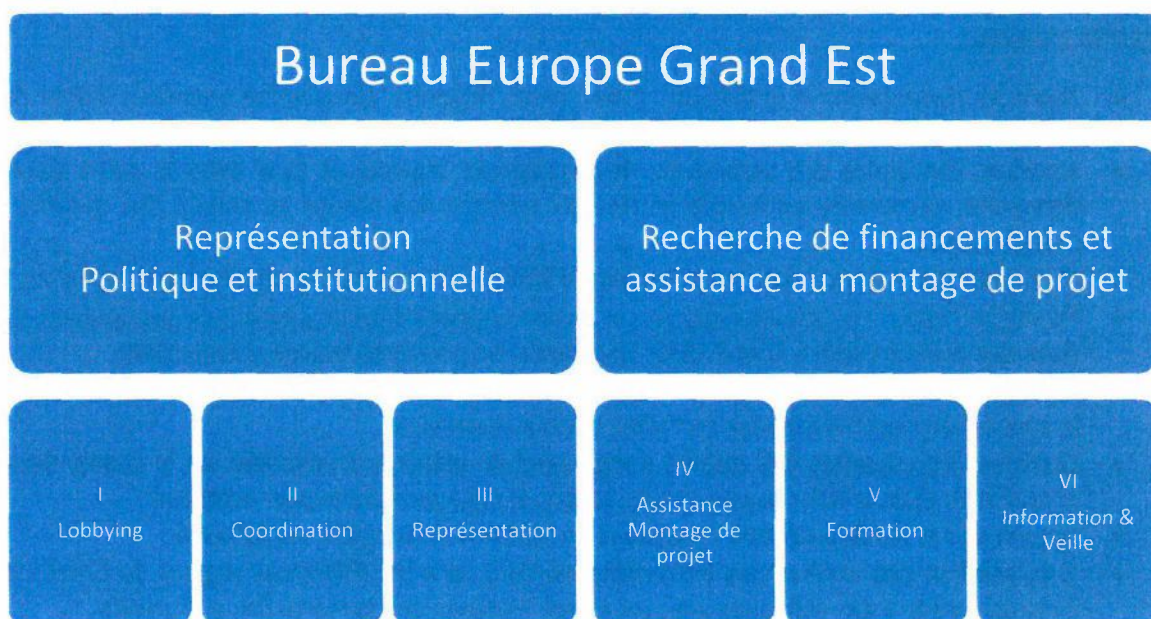 Bureau Europe Grand Est
Représentation
Politique et institutionnelle
Recherche de financements et
assistance au montage de projet
I
Lobbying
II
Coordination
III
Représentation
IV
Assistance
Montage de
projet
V
Formation
VI
Information &
Veille